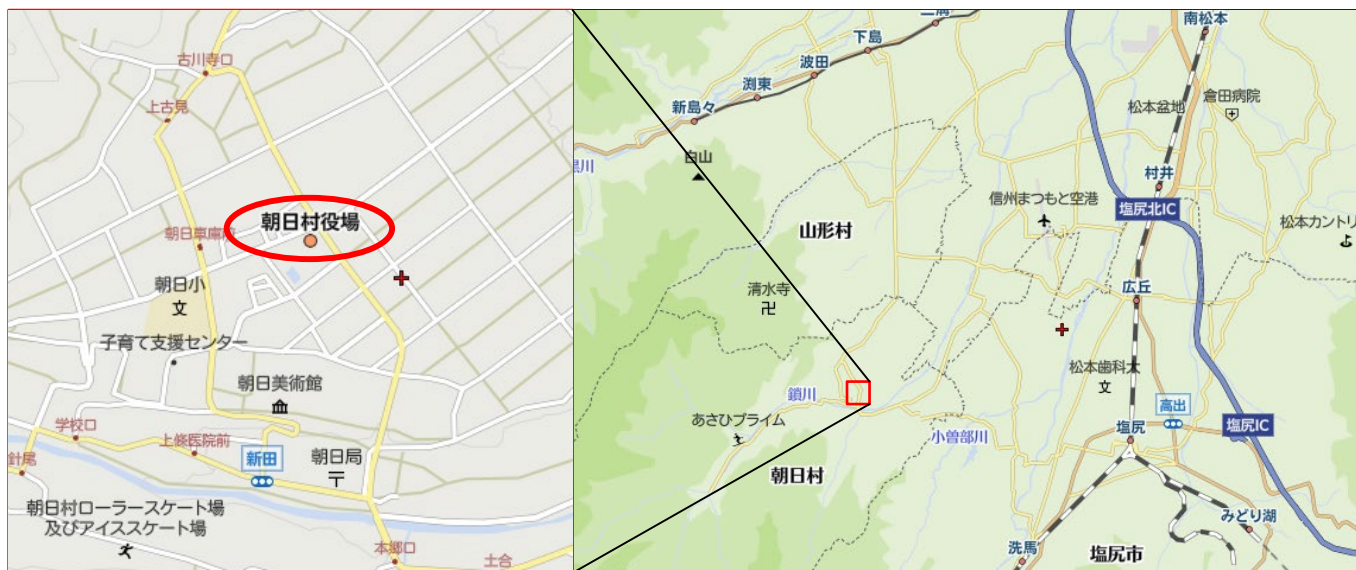 古川寺口
上古見
朝日村役場
朝日車庫前
朝日小
文
子育て支援センター
朝日美術館
学校口
上條医院前
新田
朝日局
針尾
朝日村ローラースケート場
及びアイススケート場
本郷口
土合
三溝
下島
波田
渕東
新島々
南松本
松本盆地
倉田病院
黒川
白山
山形村
信州まつもと空港
村井
塩尻北IC
松本カントリ
清水寺
卍
広丘
松本歯科大
文
鎖川
あさひプライム
小曽部川
高出
塩尻
塩尻IC
朝日村
みどり湖
洗馬
塩尻市